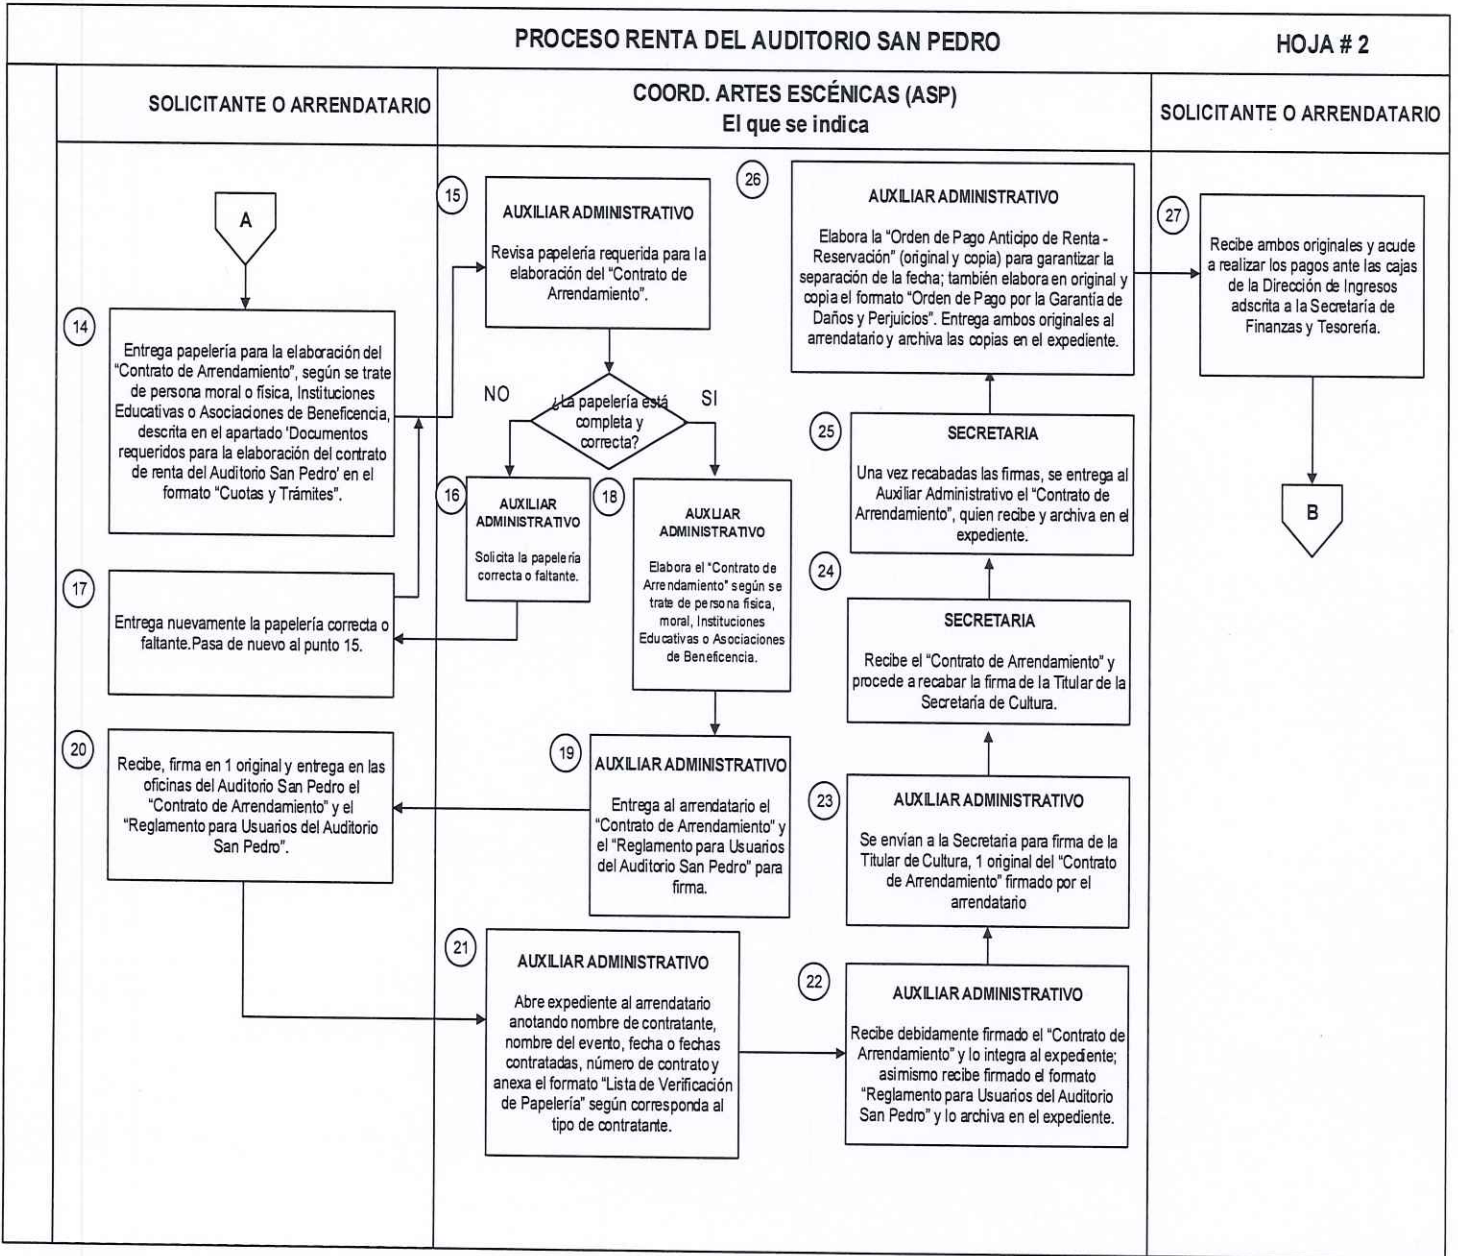 PROCESO RENTA DEL AUDITORIO SAN PEDRO
HOJA # 2
SOLICITANTE O ARRENDATARIO
COORD. ARTES ESCÉNICAS (ASP)
El que se indica
SOLICITANTE O ARRENDATARIO
A
14
Entrega papelería para la elaboración del
“Contrato de Arrendamiento”, según se trate
de persona moral o física, Instituciones
Educativas o Asociaciones de Beneficencia,
descrita en el apartado ‘Documentos
requeridos para la elaboración del contrato
de renta del Auditorio San Pedro’ en el
formato “Cuotas y Trámites”.
15
AUXILIAR ADMINISTRATIVO
Revisa papelería requerida para la
elaboración del “Contrato de
Arrendamiento”.
¿La papelería está
completa y
correcta?
NO
SI
16
AUXILIAR
ADMINISTRATIVO
Solicita la papelería
correcta o faltante.
17
Entrega nuevamente la papelería correcta o
faltante.Pasa de nuevo al punto 15.
18
AUXLIAR
ADMINISTRATIVO
Elabora el “Contrato de
Arrendamiento” según se
trate de persona física,
moral, Instituciones
Educativas o Asociaciones
de Beneficencia.
19
AUXILIAR ADMINISTRATIVO
Entrega al arrendatario el
“Contrato de Arrendamiento” y
el “Reglamento para Usuarios
del Auditorio San Pedro” para
firma.
20
Recibe, firma en 1 original y entrega en las
oficinas del Auditorio San Pedro el
“Contrato de Arrendamiento” y el
“Reglamento para Usuarios del Auditorio
San Pedro”.
21
AUXILIAR ADMINISTRATIVO
Abre expediente al arrendatario
anotando nombre de contratante,
nombre del evento, fecha o fechas
contratadas, número de contrato y
anexa el formato “Lista de Verificación
de Papelería” según corresponda al
tipo de contratante.
22
AUXILIAR ADMINISTRATIVO
Recibe debidamente firmado el “Contrato de
Arrendamiento” y lo integra al expediente;
asimismo recibe firmado el formato
“Reglamento para Usuarios del Auditorio
San Pedro” y lo archiva en el expediente.
23
AUXILIAR ADMINISTRATIVO
Se envían a la Secretaria para firma de la
Titular de Cultura, 1 original del “Contrato
de Arrendamiento” firmado por el
arrendatario
24
SECRETARIA
Recibe el “Contrato de Arrendamiento” y
procede a recabar la firma de la Titular de la
Secretaría de Cultura.
25
SECRETARIA
Una vez recabadas las firmas, se entrega al
Auxiliar Administrativo el “Contrato de
Arrendamiento”, quien recibe y archiva en el
expediente.
26
AUXILIAR ADMINISTRATIVO
Elabora la “Orden de Pago Anticipo de Renta -
Reservación” (original y copia) para garantizar la
separación de la fecha; también elabora en original y
copia el formato “Orden de Pago por la Garantía de
Daños y Perjuicios”. Entrega ambos originales al
arrendatario y archiva las copias en el expediente.
27
Recibe ambos originales y acude
a realizar los pagos ante las cajas
de la Dirección de Ingresos
adscrita a la Secretaría de
Finanzas y Tesorería.
B